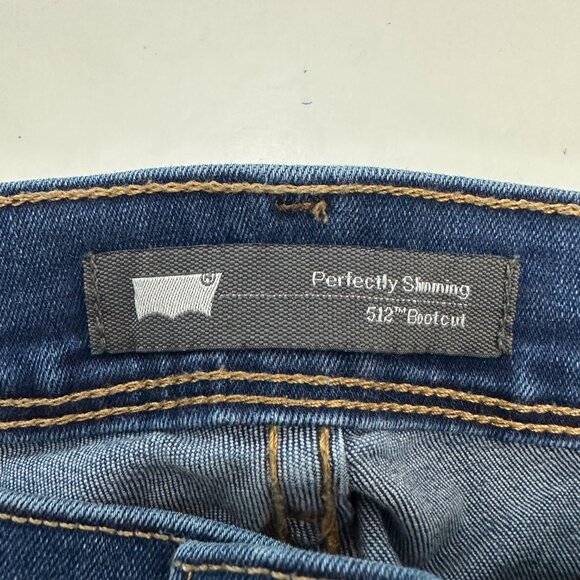 Perfectly Slimming
512™ Bootcut
®